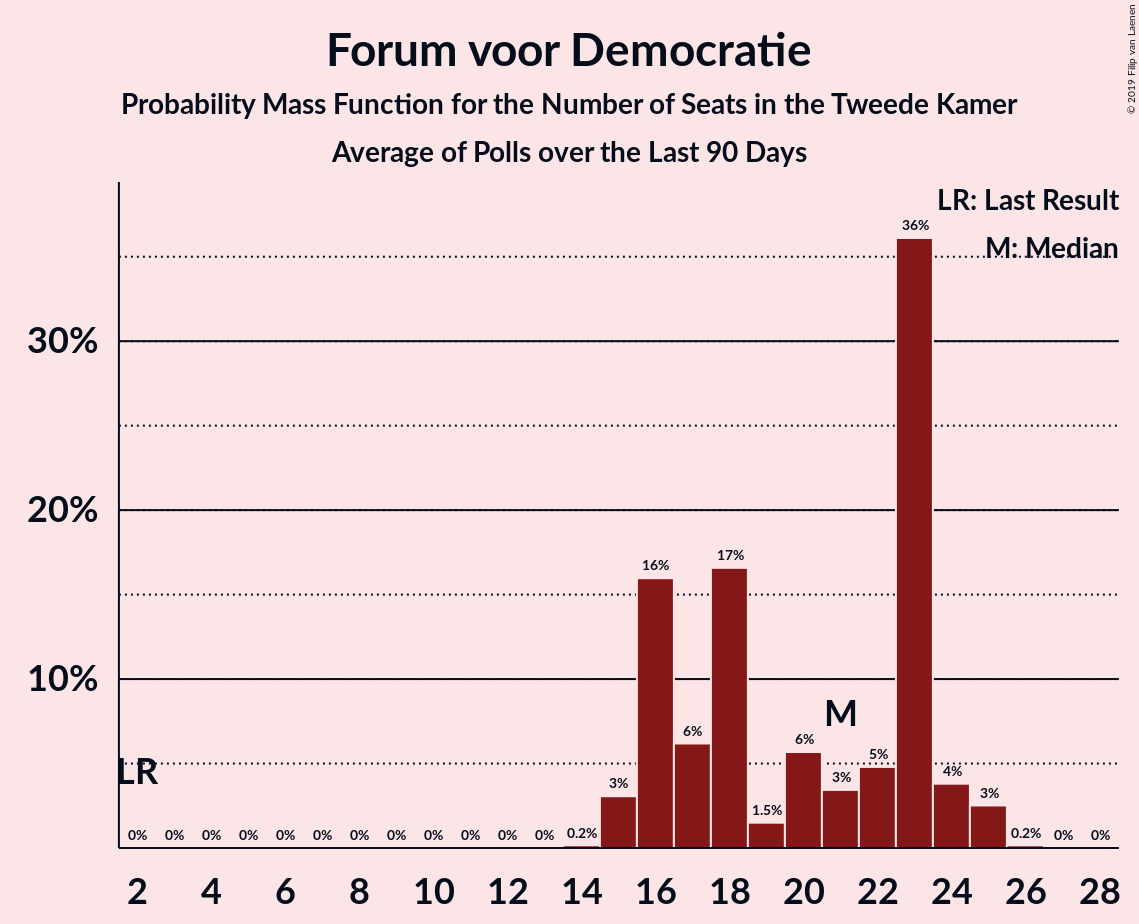 Forum voor Democratie
Probability Mass Function for the Number of Seats in the Tweede Kamer
Average of Polls over the Last 90 Days
© 2019 Filip van Laenen
LR: Last Result
M: Median
36%
30%
20%
17%
16%
10%
M
6%
6%
5%
LR
4%
3%
3%
3%
1.5%
0% 0% 0% 0% 0% 0% 0% 0% 0% 0% 0% 0% 0.2% 0.2% 0% 0%
2 4 6 8 10 12 14 16 18 20 22 24 26 28